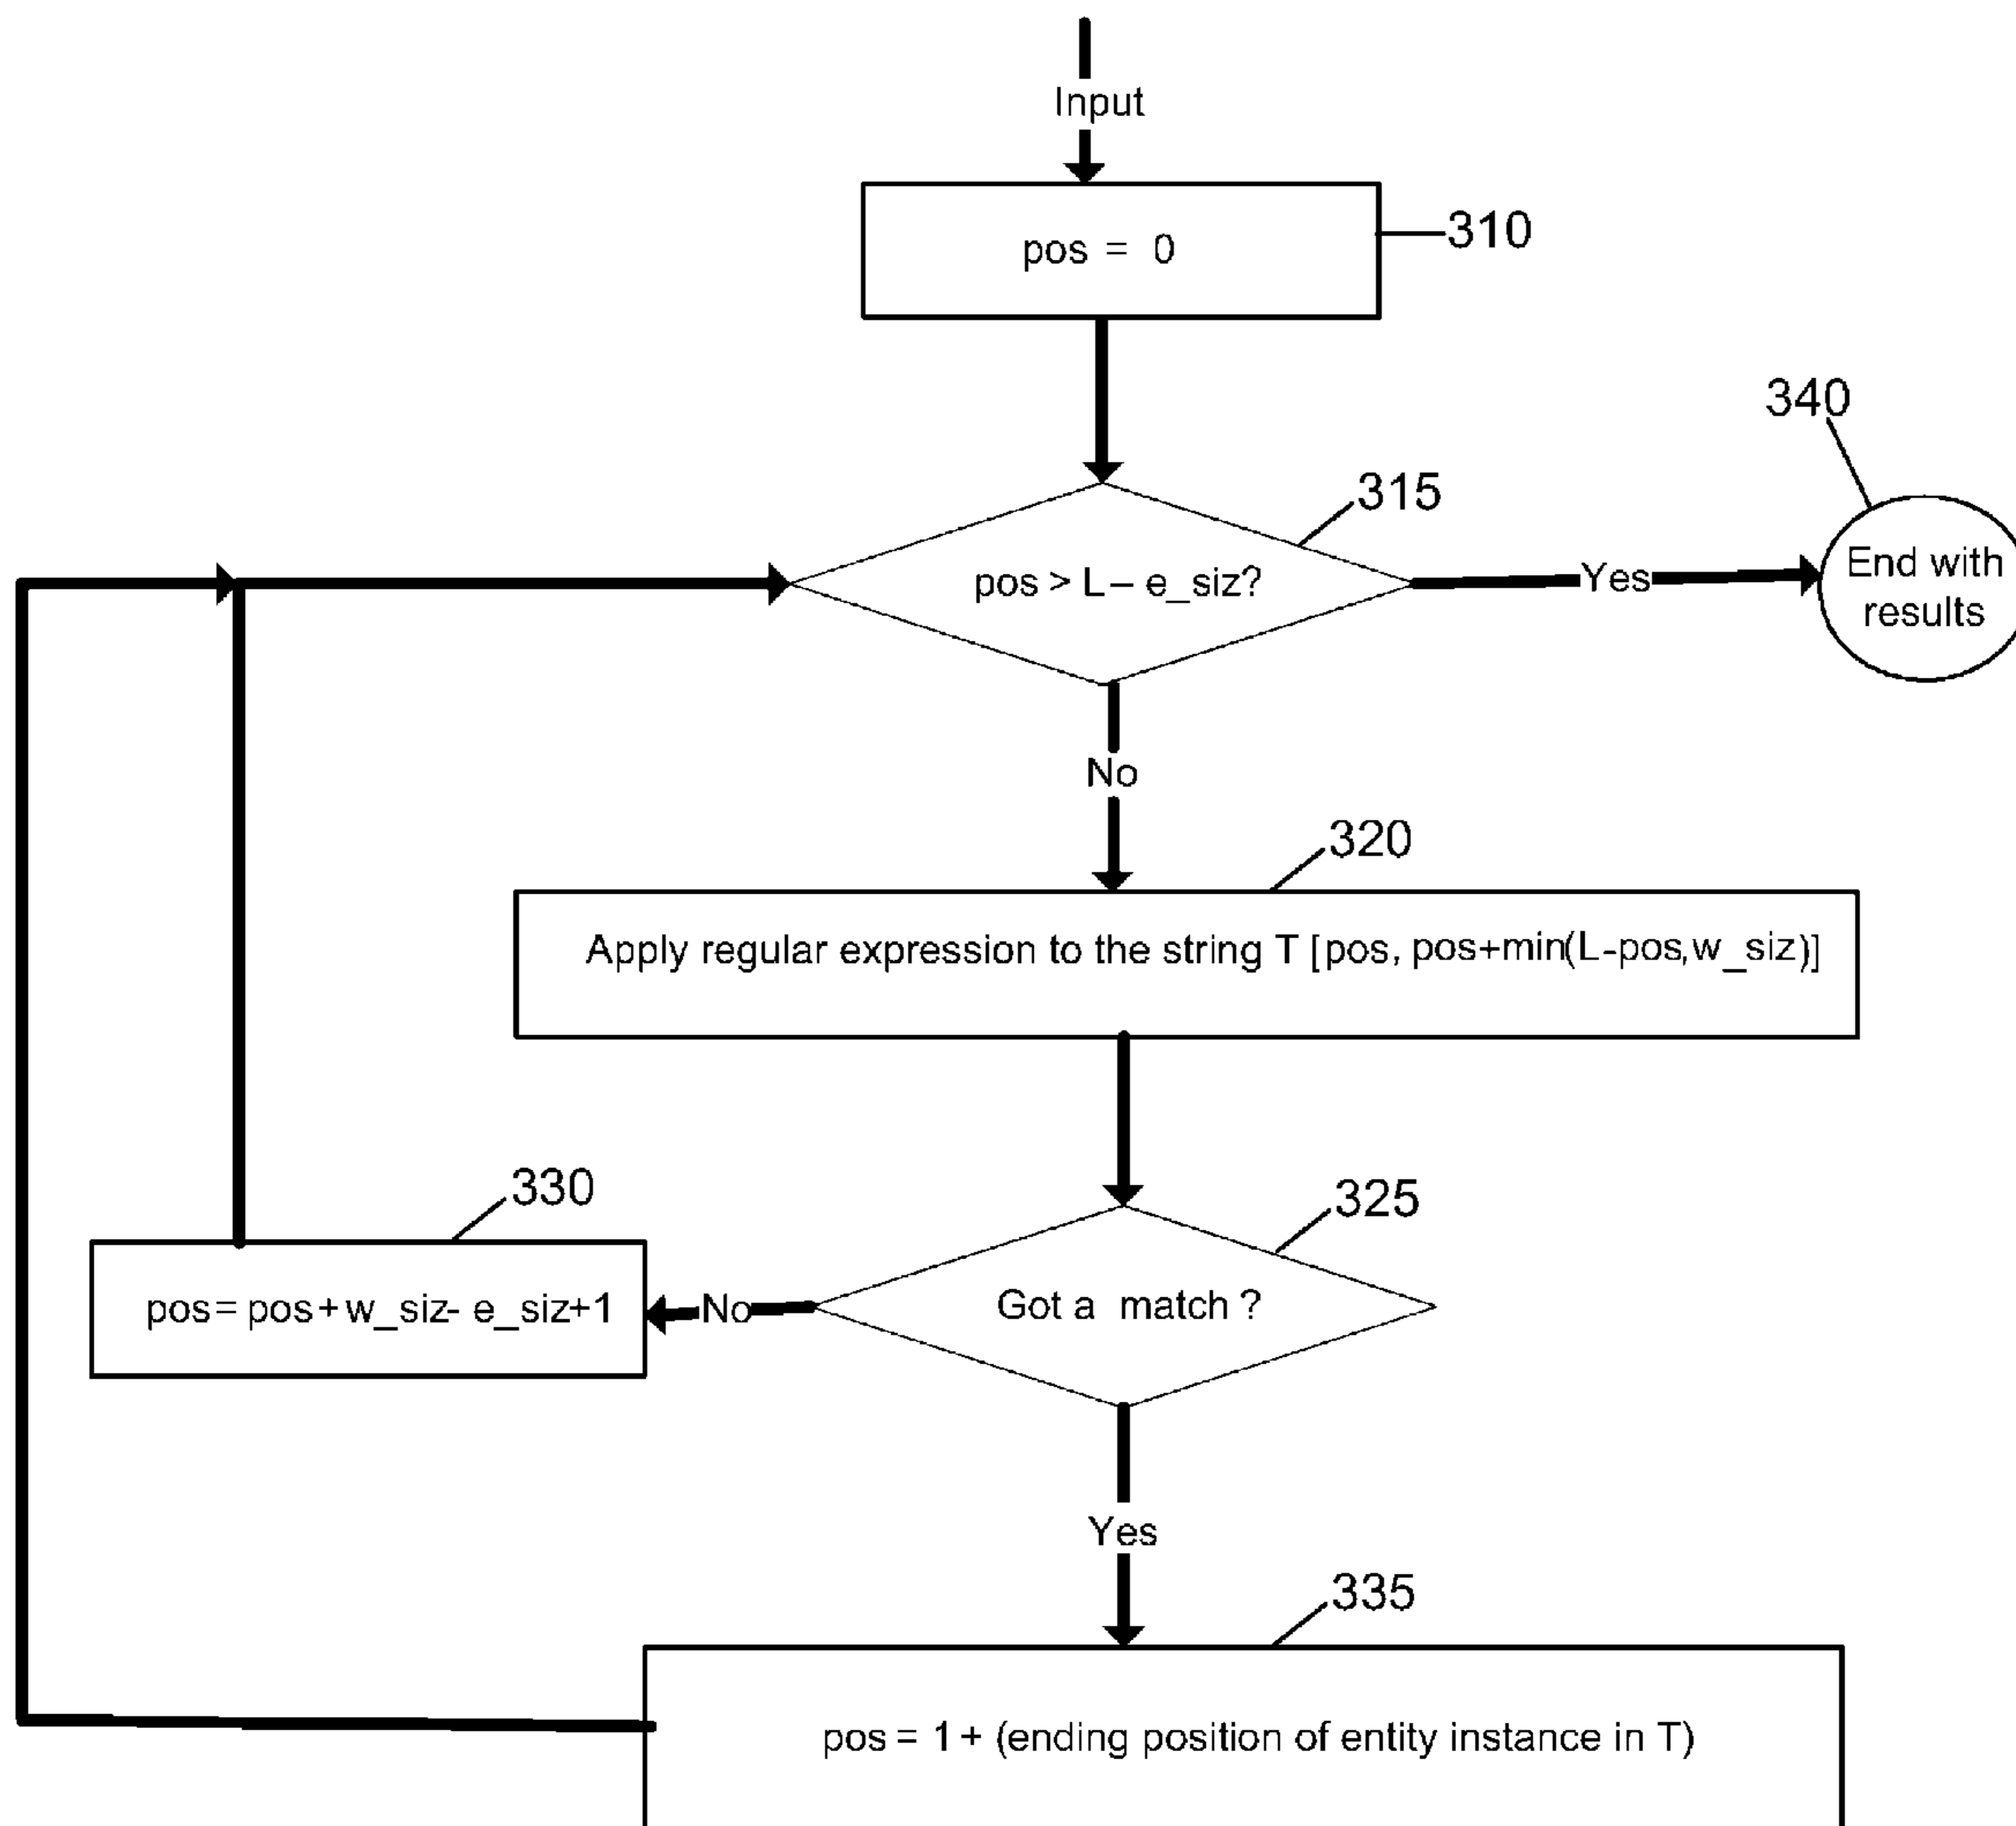 Input
pos = 0
310
340
315
pos > L – e_siz?
Yes
End with
results
No
320
Apply regular expression to the string T [pos, pos+min(L-pos,w_siz)]
330
325
pos= pos+w_siz- e_siz+1
No
Got a match ?
Yes
335
pos = 1 + (ending position of entity instance in T)